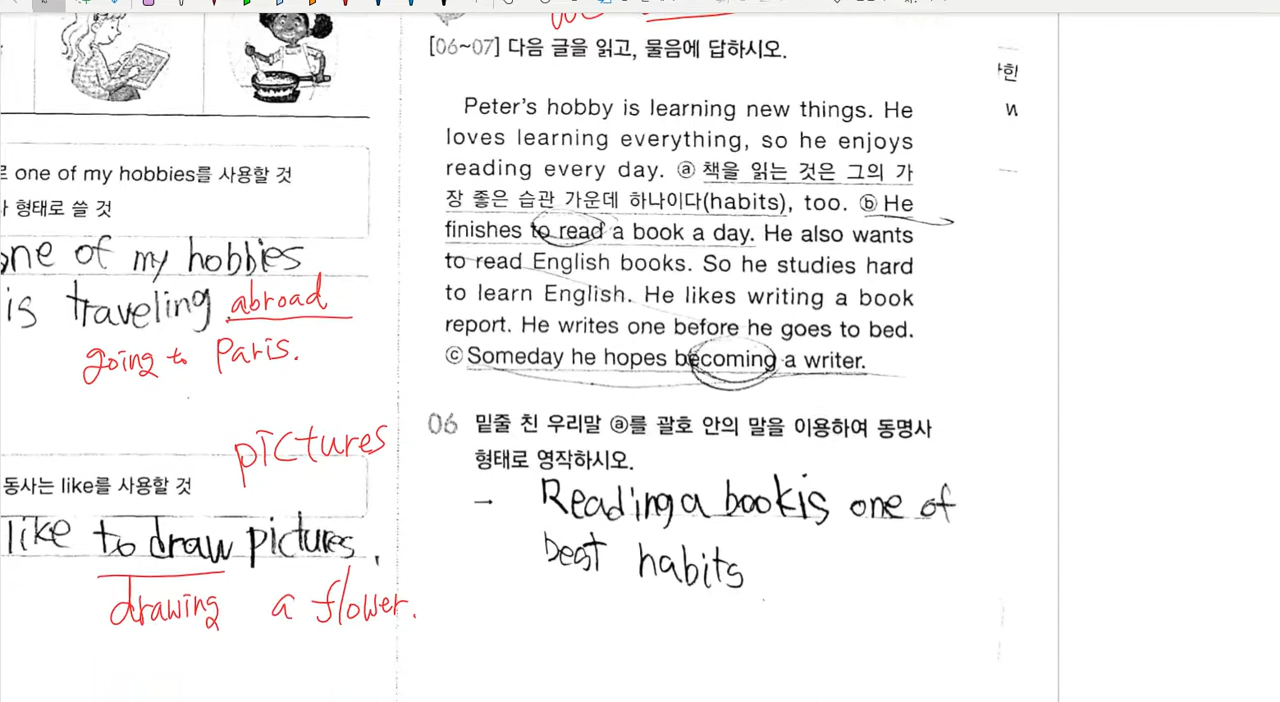 로 one of my hobbies를 사용할 것
형태로 쓸 것
one of my hobbies
is traveling abroad
going to Paris.
pictures
동사는 like를 사용할 것
like to draw pictures.
drawing a flower.
we
[06~07] 다음 글을 읽고, 물음에 답하시오.
Peter's hobby is learning new things. He
loves learning everything, so he enjoys
reading every day. ⓐ 책을 읽는 것은 그의 가
장 좋은 습관 가운데 하나이다(habits), too. ⓑ He
finishes to read a book a day. He also wants
to read English books. So he studies hard
to learn English. He likes writing a book
report. He writes one before he goes to bed.
ⓒ Someday he hopes becoming a writer.
06 밑줄 친 우리말 ⓐ를 괄호 안의 말을 이용하여 동명사
형태로 영작하시오.
→ Reading a book is one of
best habits